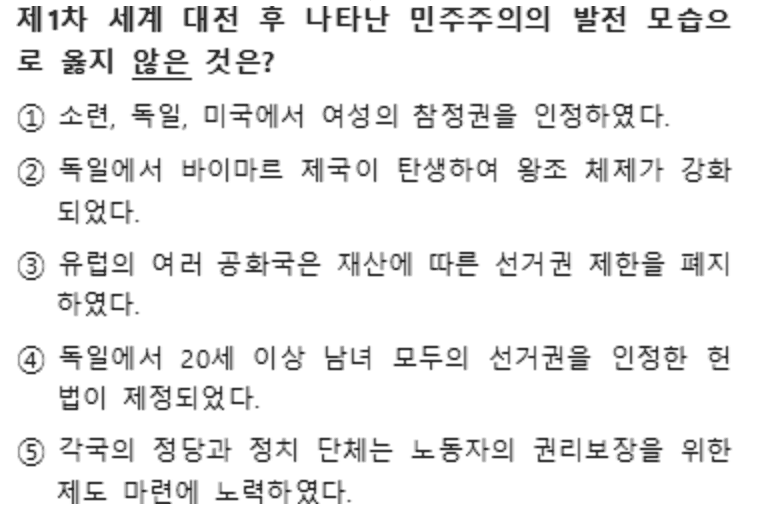 제1차 세계 대전 후 나타난 민주주의의 발전 모습으
로 옳지 않은 것은?
① 소련, 독일, 미국에서 여성의 참정권을 인정하였다.
② 독일에서 바이마르 제국이 탄생하여 왕조 체제가 강화
되었다.
③ 유럽의 여러 공화국은 재산에 따른 선거권 제한을 폐지
하였다.
④ 독일에서 20세 이상 남녀 모두의 선거권을 인정한 헌
법이 제정되었다.
⑤ 각국의 정당과 정치 단체는 노동자의 권리보장을 위한
제도 마련에 노력하였다.